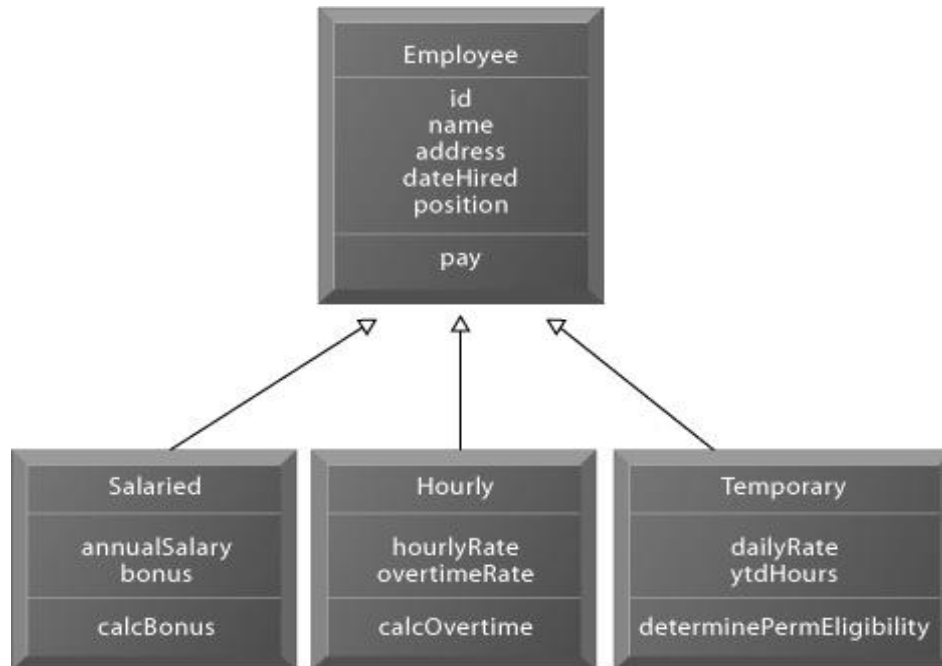 Employee
id
name
address
dateHired
position
pay
Salaried
annualSalary
bonus
calcBonus
Hourly
hourlyRate
overtimeRate
calcOvertime
Temporary
dailyRate
ytdHours
determinePermEligibility